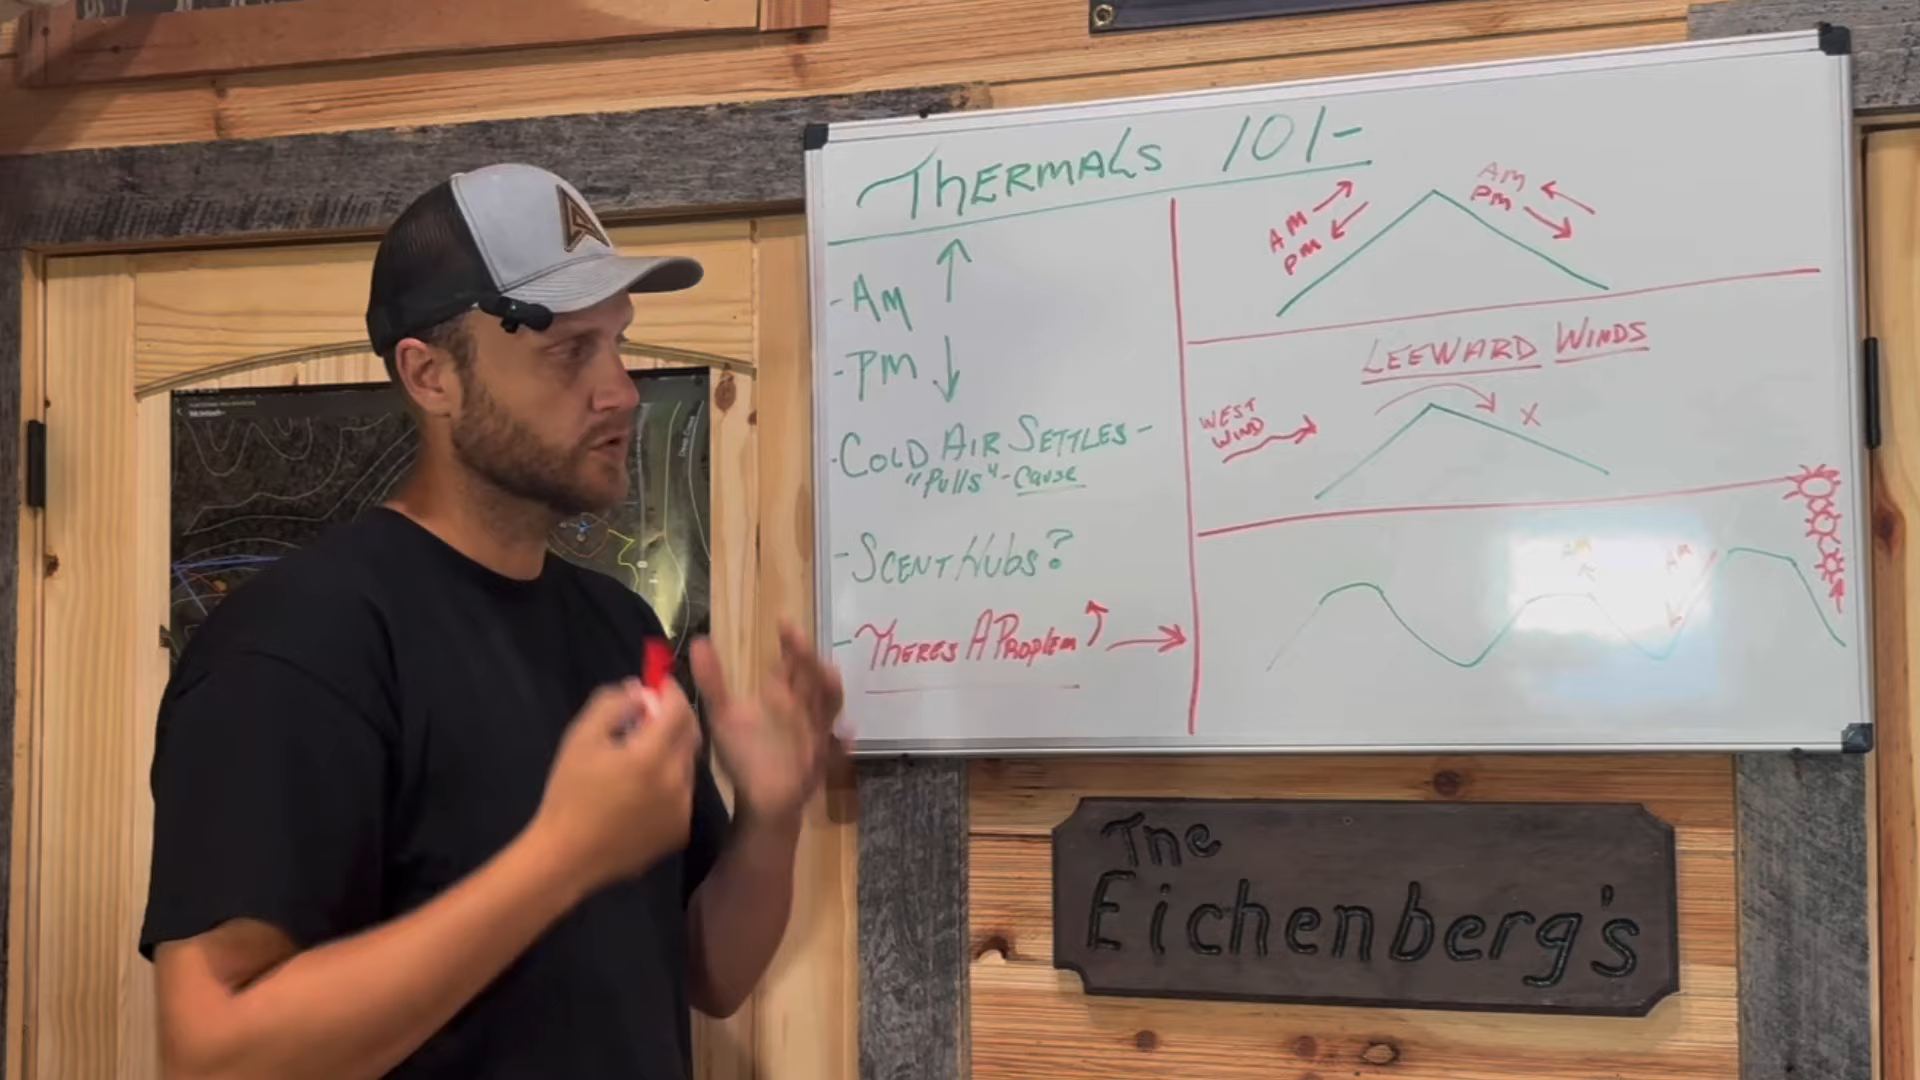 THERMALS 101-
-AM
-PM
-COLD AIR SETTLES-
"Pulls"-Cause
-SCENT HUBS?
-THERES A PROBLEM
AM
PM
AM
PM
LEEWARD WINDS
WEST
WIND
X
AM
AM
The
Eichenberg's